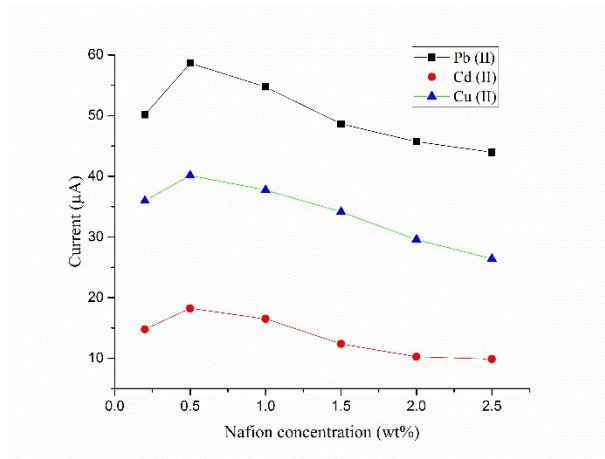 60
50
40
30
20
10
Current (µA)
Pb (II)
Cd (II)
Cu (II)
0.0 0.5 1.0 1.5 2.0 2.5
Nafion concentration (wt%)